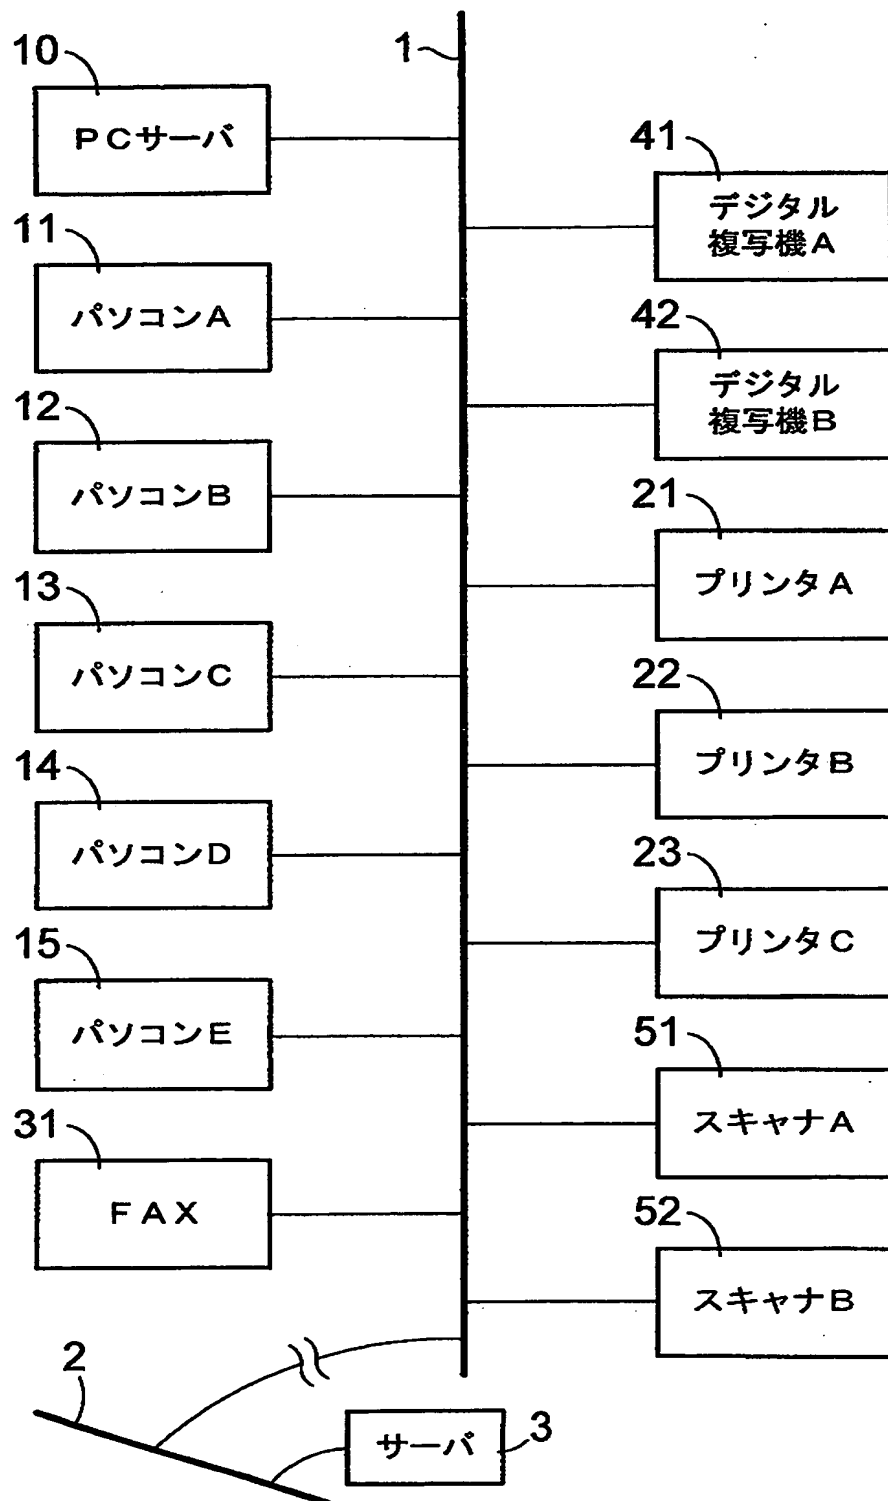 1
10
PCサーバ
11
パソコンA
12
パソコンB
13
パソコンC
14
パソコンD
15
パソコンE
31
FAX
41
デジタル
複写機A
42
デジタル
複写機B
21
プリンタA
22
プリンタB
23
プリンタC
51
スキャナA
52
スキャナB
2
サーバ
3